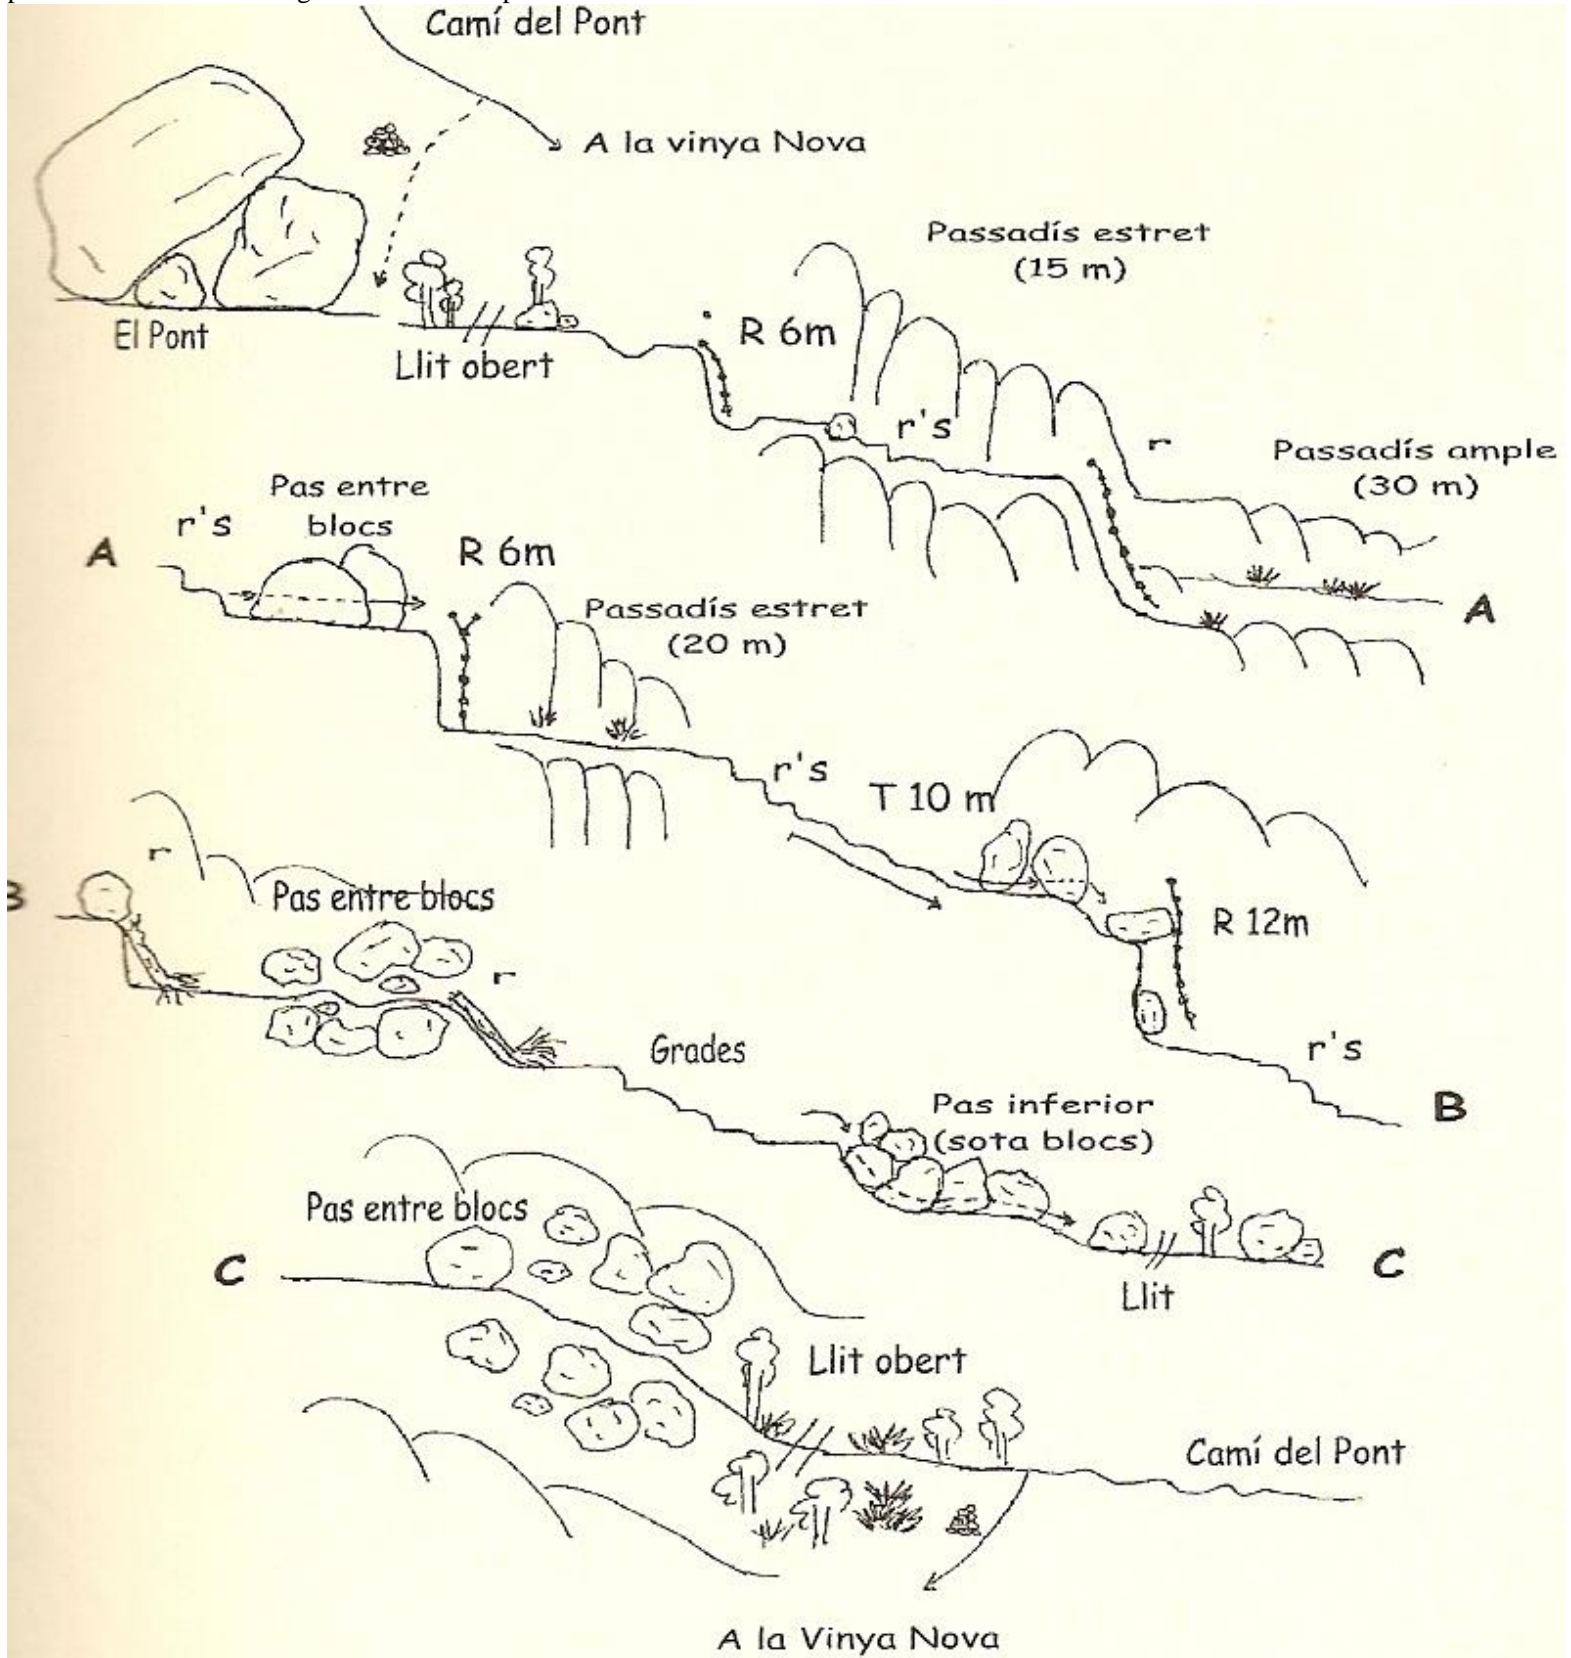 Camí del Pont
A la vinya Nova
El Pont
Llit obert
R 6m
Passadís estret
(15 m)
r's
r
Passadís ample
(30 m)
A
A
r's
Pas entre
blocs
R 6m
Passadís estret
(20 m)
r's
T 10 m
R 12m
r's
B
B
r
Pas entre blocs
r
Grades
Pas inferior
(sota blocs)
Llit
C
C
Pas entre blocs
Llit obert
Camí del Pont
A la Vinya Nova